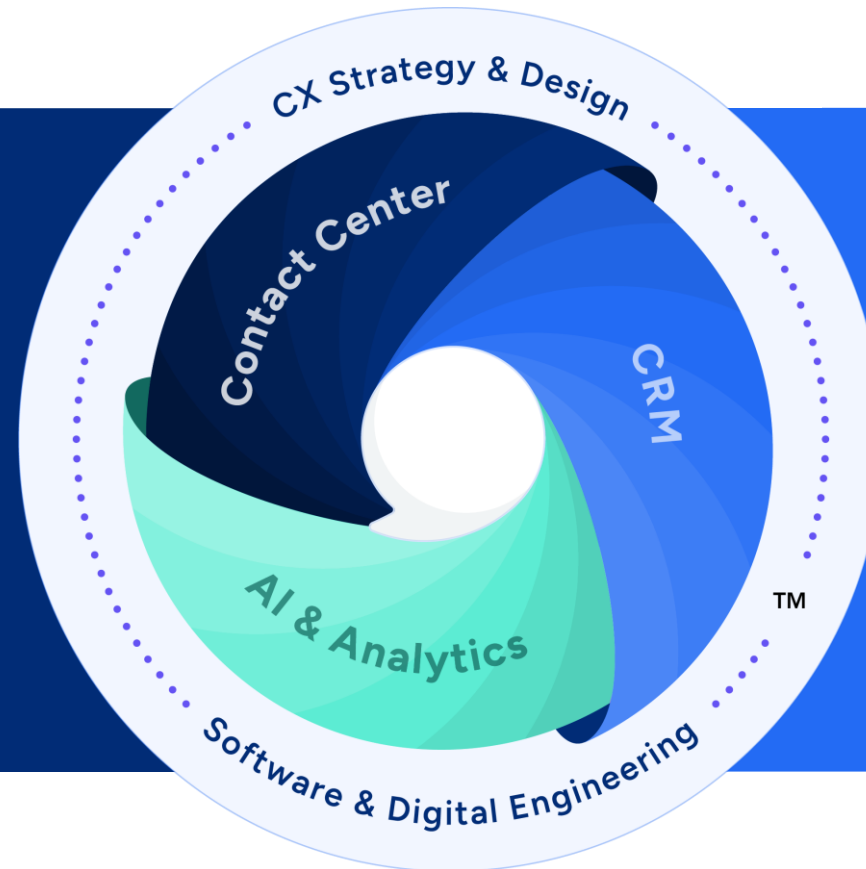 CX Strategy & Design
Contact Center
CRM
AI & Analytics
TM
Software & Digital Engineering